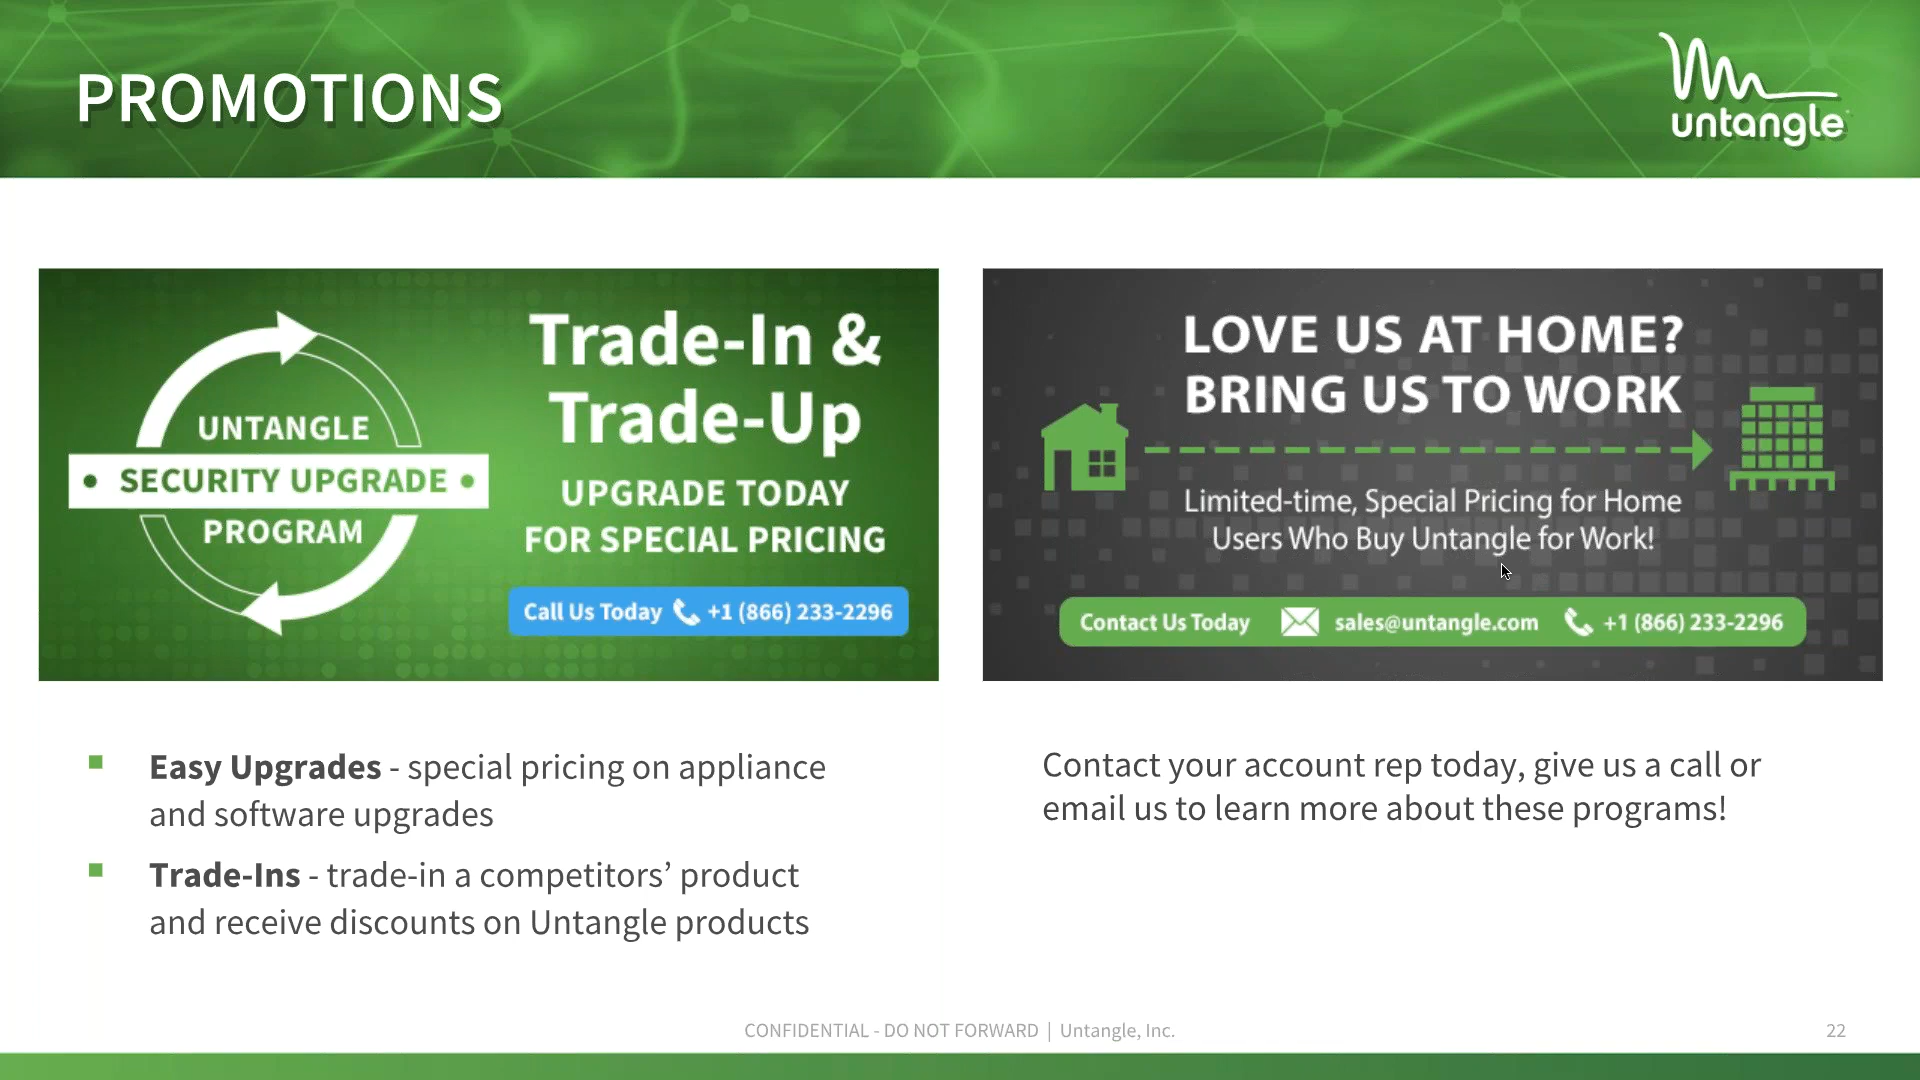 PROMOTIONS
untangle
UNTANGLE
• SECURITY UPGRADE •
PROGRAM
Trade-In &
Trade-Up
UPGRADE TODAY
FOR SPECIAL PRICING
Call Us Today +1 (866) 233-2296
LOVE US AT HOME?
BRING US TO WORK
Limited-time, Special Pricing for Home
Users Who Buy Untangle for Work!
Contact Us Today sales@untangle.com +1 (866) 233-2296
▪ Easy Upgrades - special pricing on appliance
and software upgrades
▪ Trade-Ins - trade-in a competitors’ product
and receive discounts on Untangle products
Contact your account rep today, give us a call or
email us to learn more about these programs!
CONFIDENTIAL - DO NOT FORWARD | Untangle, Inc.
22